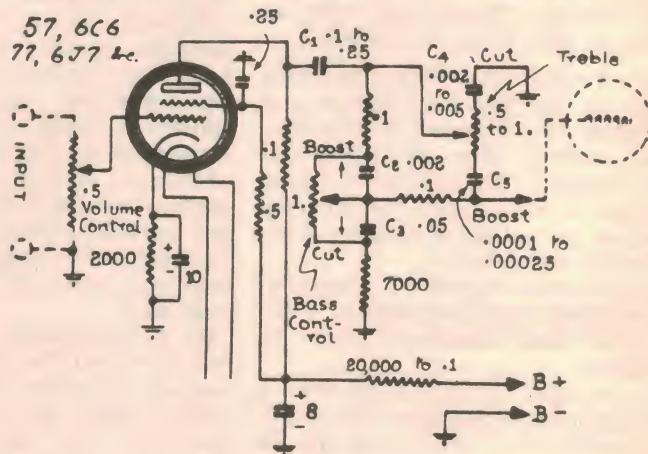 57, 6C6
77, 6J7 &c.
.25
C₁ .1 to
.25
C₄
.002
to
.005
Cut
Treble
.5
to 1.
INPUT
.5
Volume
Control
2000
+
-
10
.1
.5
.1
Boost
C₂ .002
1.
.1
C₅
Boost
C₃ .05
Cut
.0001 to
.00025
7000
Bass
Cont-
rol
20,000 to .1
B+
+
8
-
B-